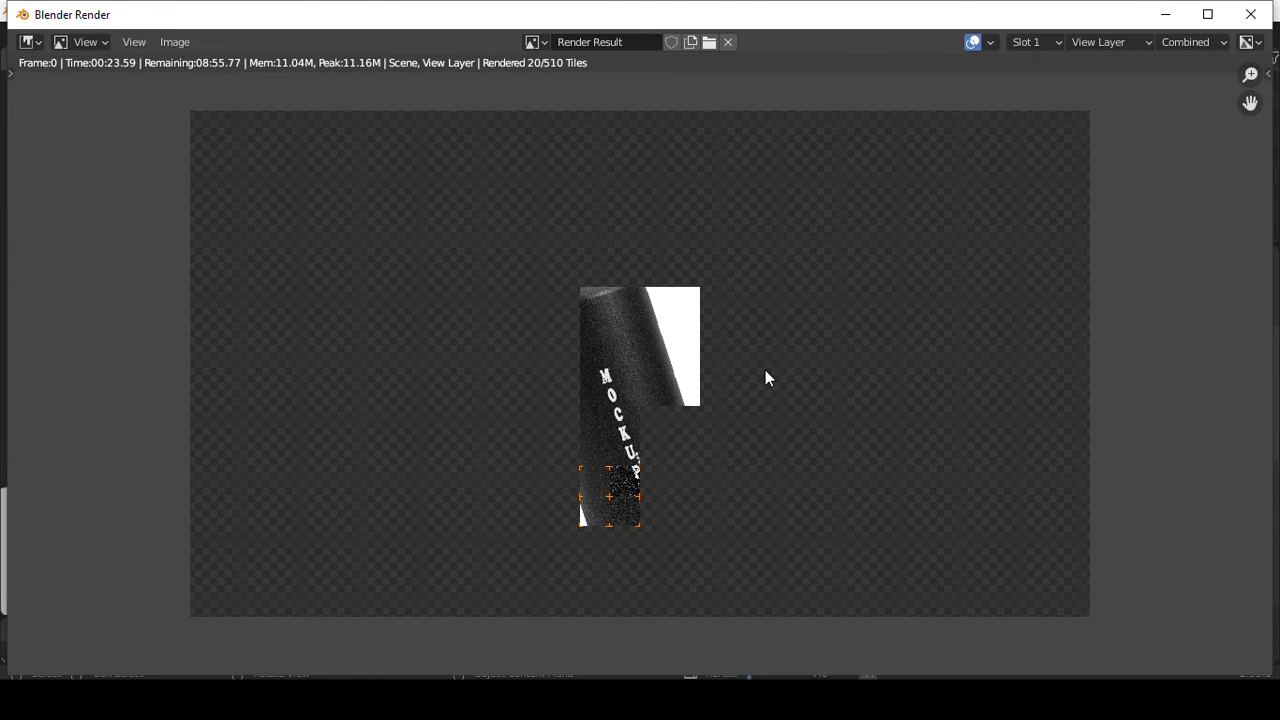 Blender Render
View View Image Render Result Slot 1 View Layer Combined
Frame:0 | Time:00:23.59 | Remaining:08:55.77 | Mem:11.04M, Peak:11.16M | Scene, View Layer | Rendered 20/510 Tiles
MOCKUP